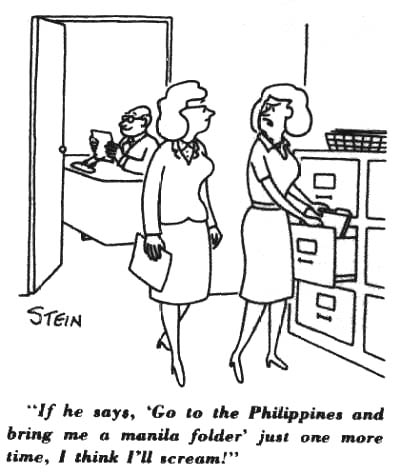 STEIN
"If he says, 'Go to the Philippines and
bring me a manila folder' just one more
time, I think I'll scream!"